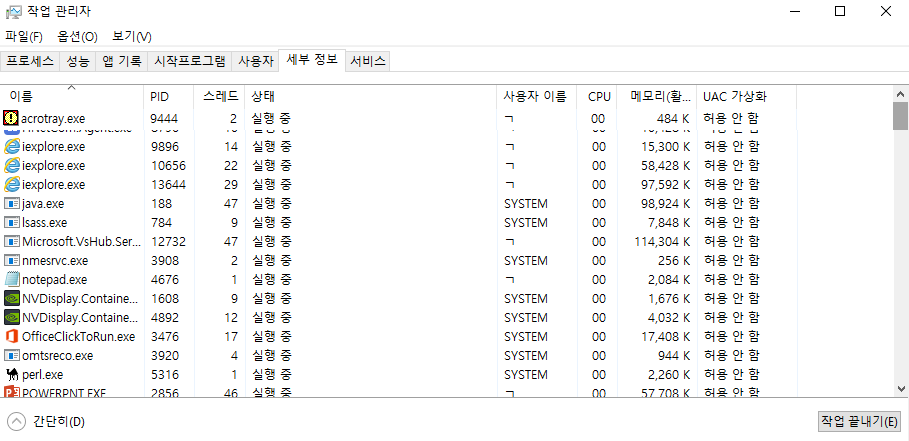 작업 관리자
파일(F) 옵션(O) 보기(V)
프로세스 성능 앱 기록 시작프로그램 사용자 세부 정보 서비스
이름 PID 스레드 상태 사용자 이름 CPU 메모리(활... UAC 가상화
acrotray.exe 9444 2 실행 중 ㄱ 00 484 K 허용 안 함
iexplore.exe 9896 14 실행 중 ㄱ 00 15,300 K 허용 안 함
iexplore.exe 10656 22 실행 중 ㄱ 00 58,428 K 허용 안 함
iexplore.exe 13644 29 실행 중 ㄱ 00 97,592 K 허용 안 함
java.exe 188 47 실행 중 SYSTEM 00 98,924 K 허용 안 함
lsass.exe 784 9 실행 중 SYSTEM 00 7,848 K 허용 안 함
Microsoft.VsHub.Ser... 12732 47 실행 중 ㄱ 00 114,304 K 허용 안 함
nmesrvc.exe 3908 2 실행 중 SYSTEM 00 256 K 허용 안 함
notepad.exe 4676 1 실행 중 ㄱ 00 2,084 K 허용 안 함
NVDisplay.Containe... 1608 9 실행 중 SYSTEM 00 1,676 K 허용 안 함
NVDisplay.Containe... 4892 12 실행 중 SYSTEM 00 4,032 K 허용 안 함
OfficeClickToRun.exe 3476 17 실행 중 SYSTEM 00 17,408 K 허용 안 함
omtsreco.exe 3920 4 실행 중 SYSTEM 00 944 K 허용 안 함
perl.exe 5316 1 실행 중 SYSTEM 00 2,260 K 허용 안 함
POWERPNT.EXE 2856 46 실행 중 ㄱ 00 57,708 K 허용 안 함
간단히(D) 작업 끝내기(E)